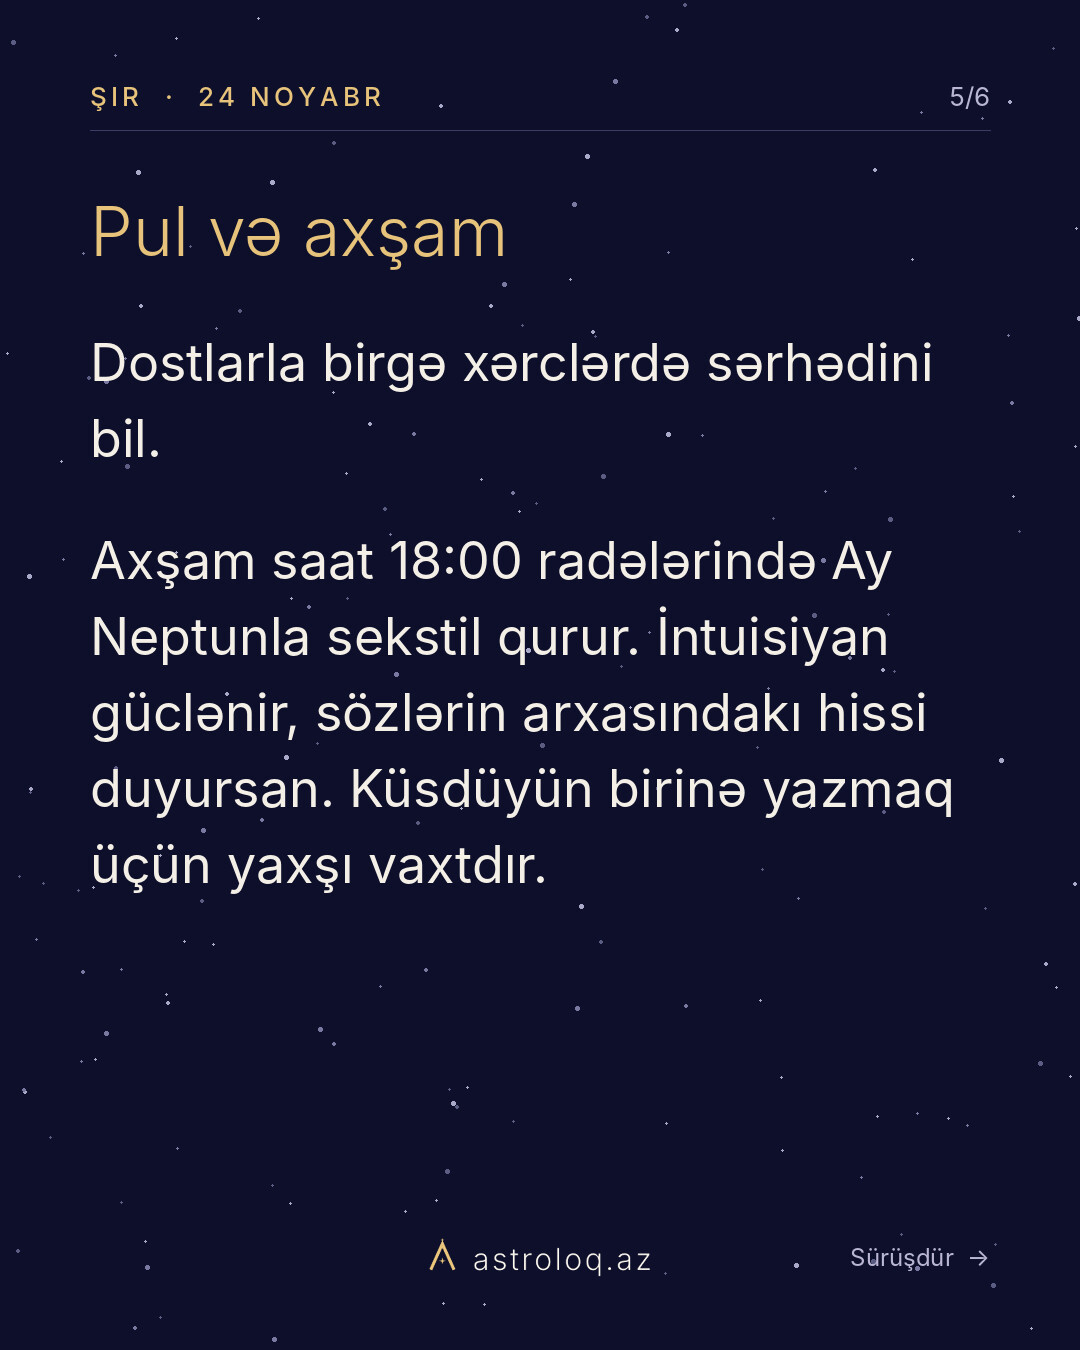 ŞIR · 24 NOYABR
5/6
Pul və axşam
Dostlarla birgə xərclərdə sərhədini
bil.
Axşam saat 18:00 radələrində Ay
Neptunla sekstil qurur. İntuisiyan
güclənir, sözlərin arxasındakı hissi
duyursan. Küsdüyün birinə yazmaq
üçün yaxşı vaxtdır.
astroloq.az
Sürüşdür →